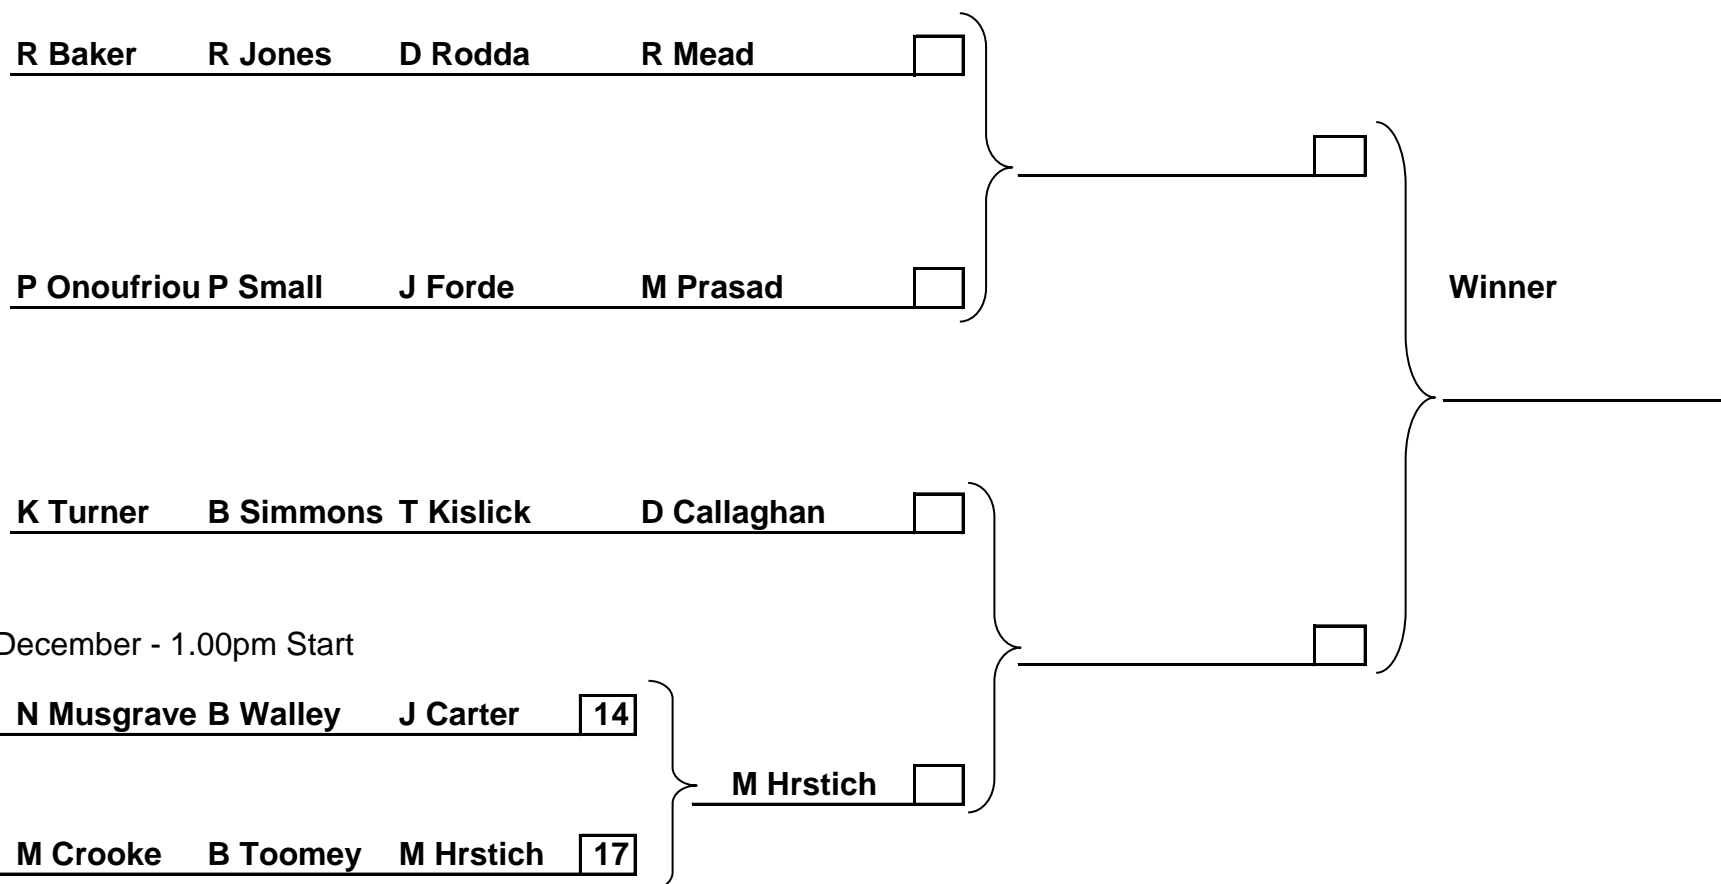 R Baker R Jones D Rodda R Mead
P Onoufriou P Small J Forde M Prasad
Winner
K Turner B Simmons T Kislick D Callaghan
December - 1.00pm Start
N Musgrave B Walley J Carter 14
M Hrstich
M Crooke B Toomey M Hrstich 17